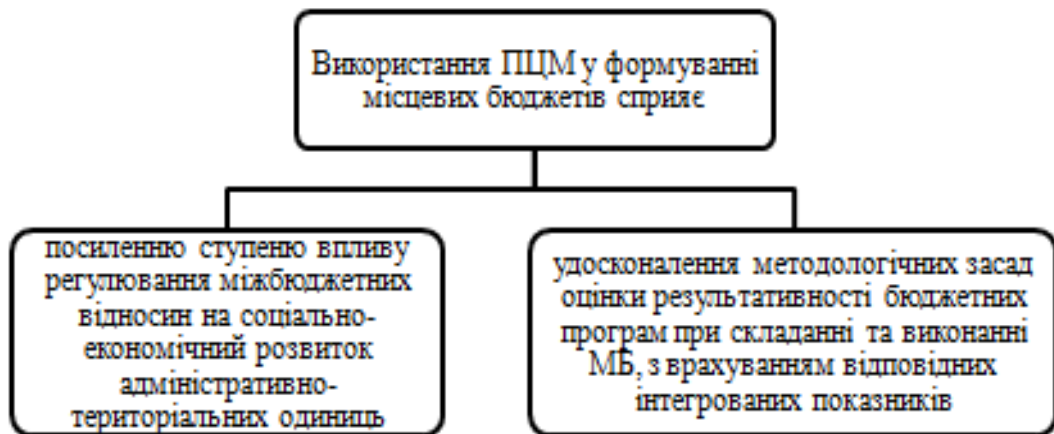 Використання ПЦМ у формуванні
місцевих бюджетів сприяє
посиленню ступеню впливу
регулювання міжбюджетних
відносин на соціально-
економічний розвиток
адміністративно-
територіальних одиниць
удосконалення методологічних засад
оцінки результативності бюджетних
програм при складанні та виконанні
МБ, з врахуванням відповідних
інтегрованих показників